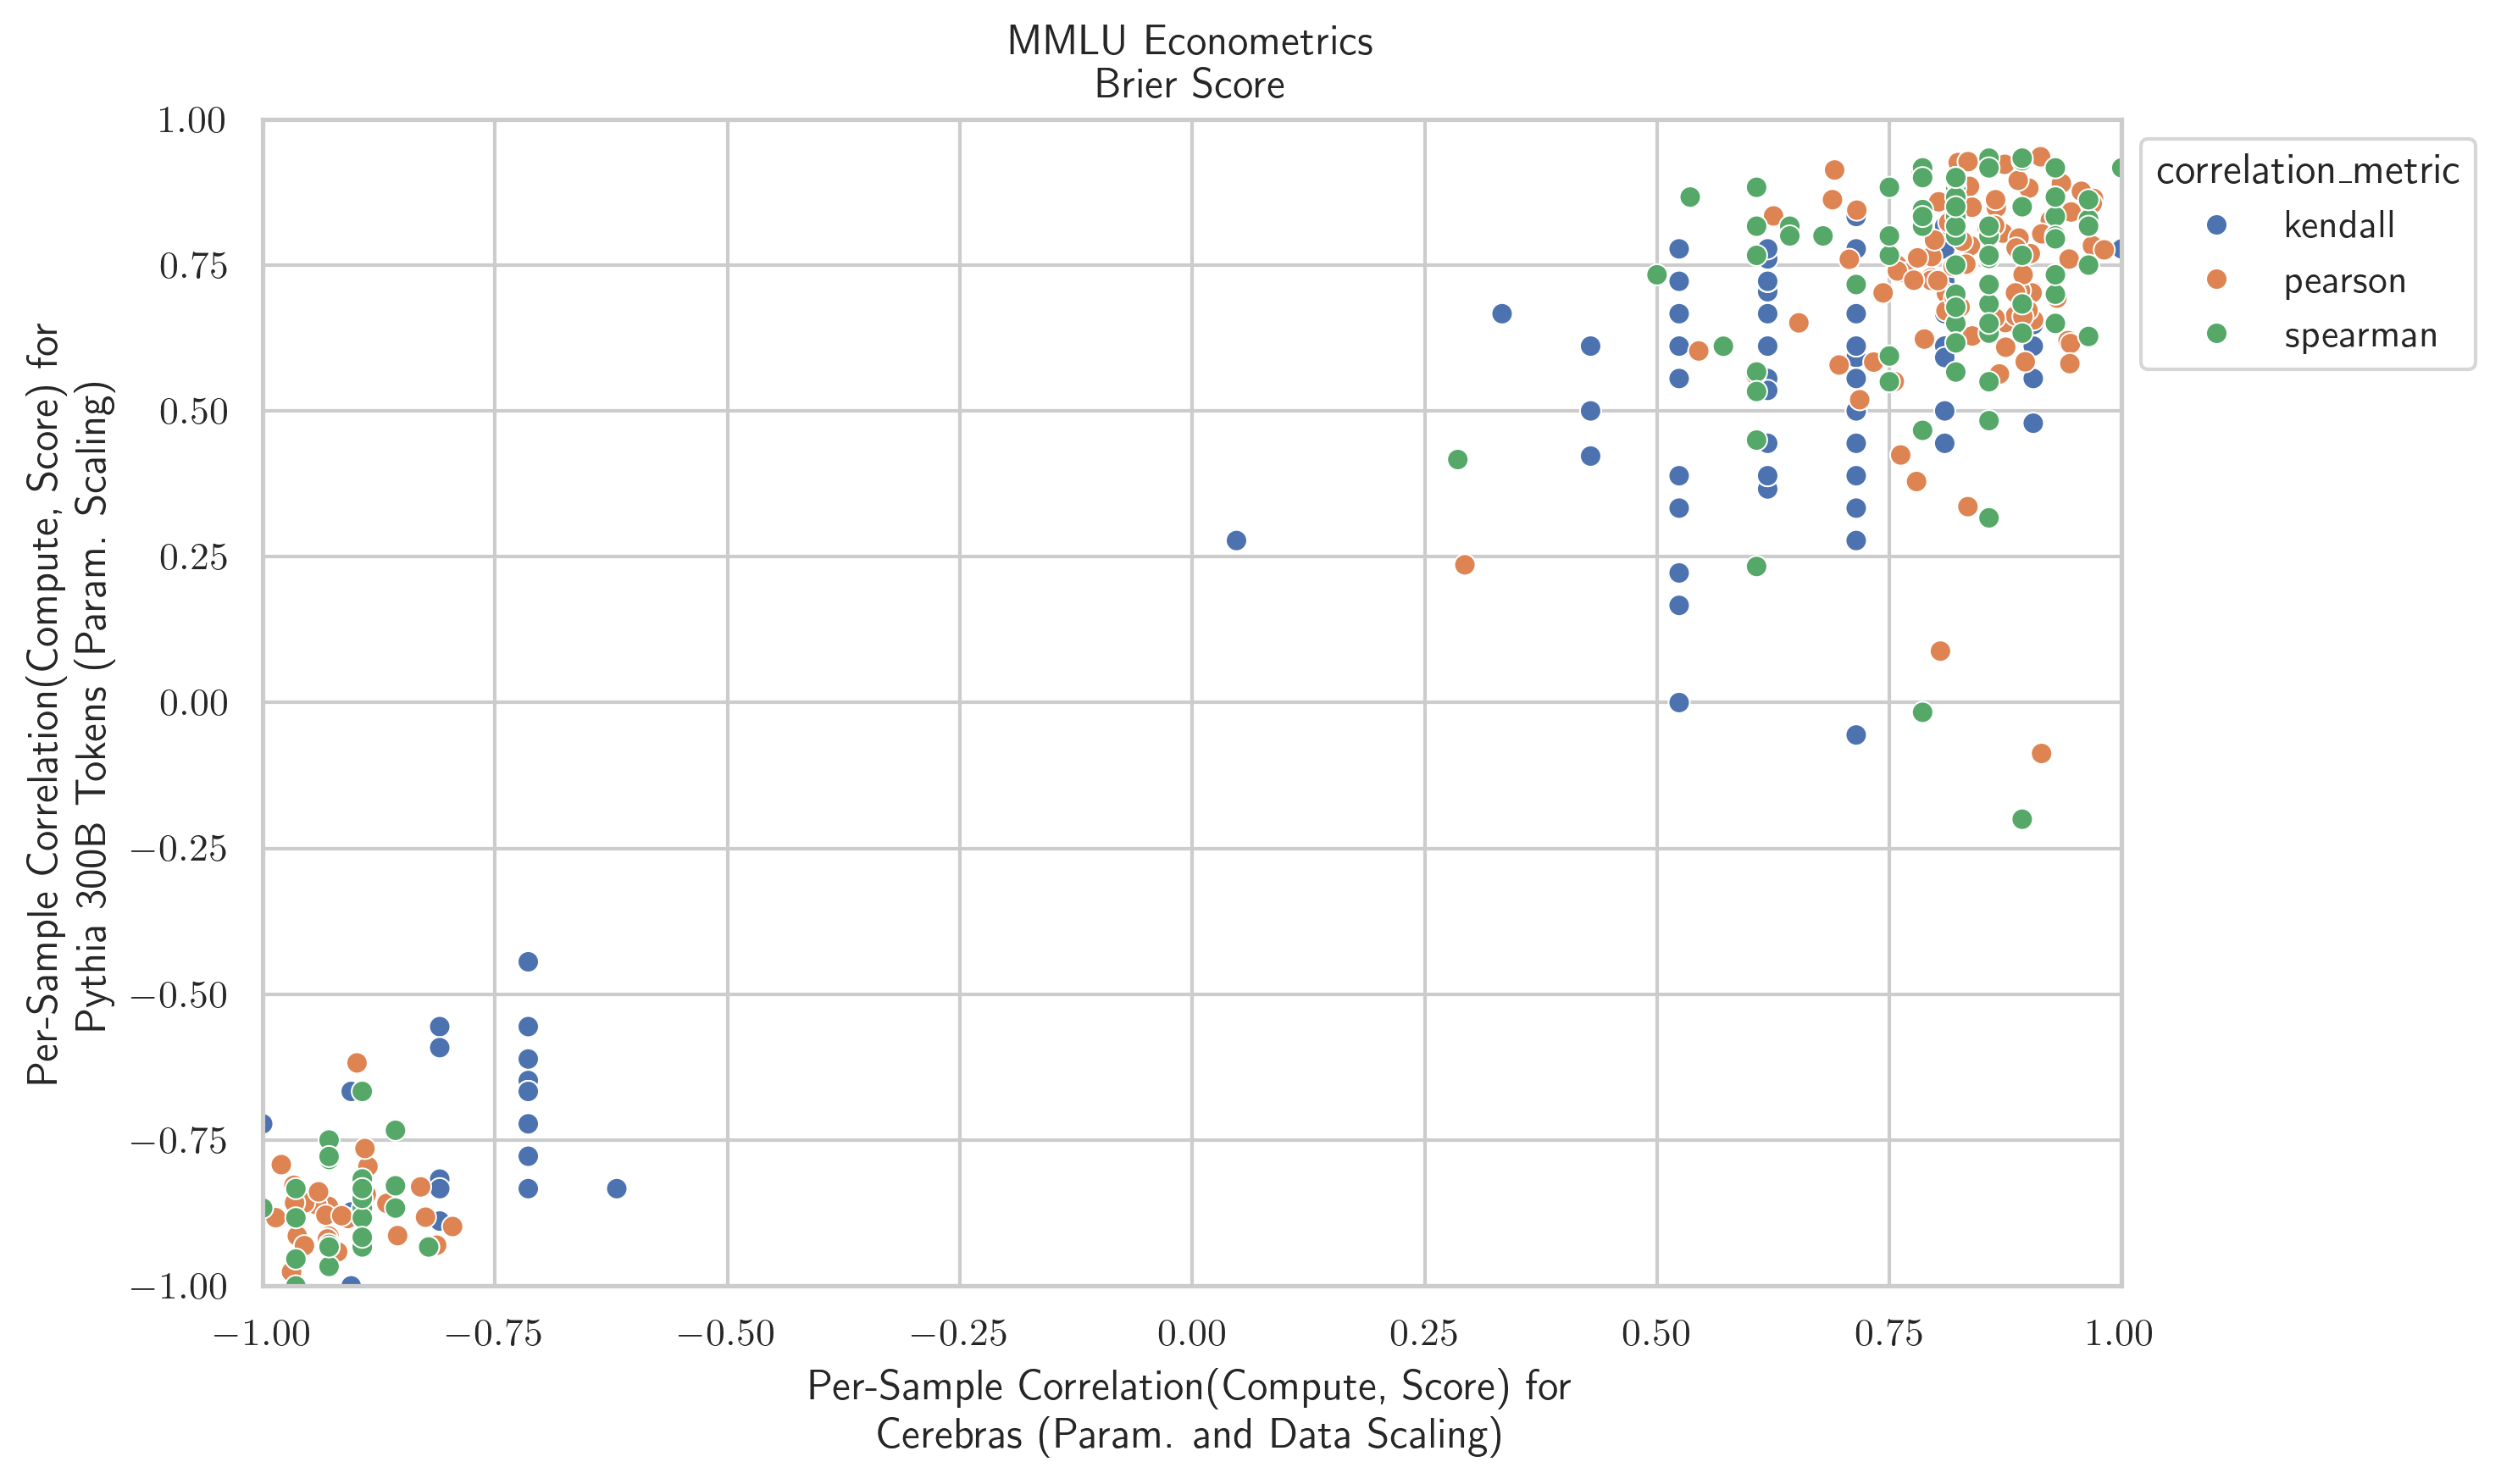 MMLU Econometrics
Brier Score
Per-Sample Correlation(Compute, Score) for
Pythia 300B Tokens (Param. Scaling)
1.00
0.75
0.50
0.25
0.00
−0.25
−0.50
−0.75
−1.00
−1.00
−0.75
−0.50
−0.25
0.00
0.25
0.50
0.75
1.00
Per-Sample Correlation(Compute, Score) for
Cerebras (Param. and Data Scaling)
correlation_metric
kendall
pearson
spearman